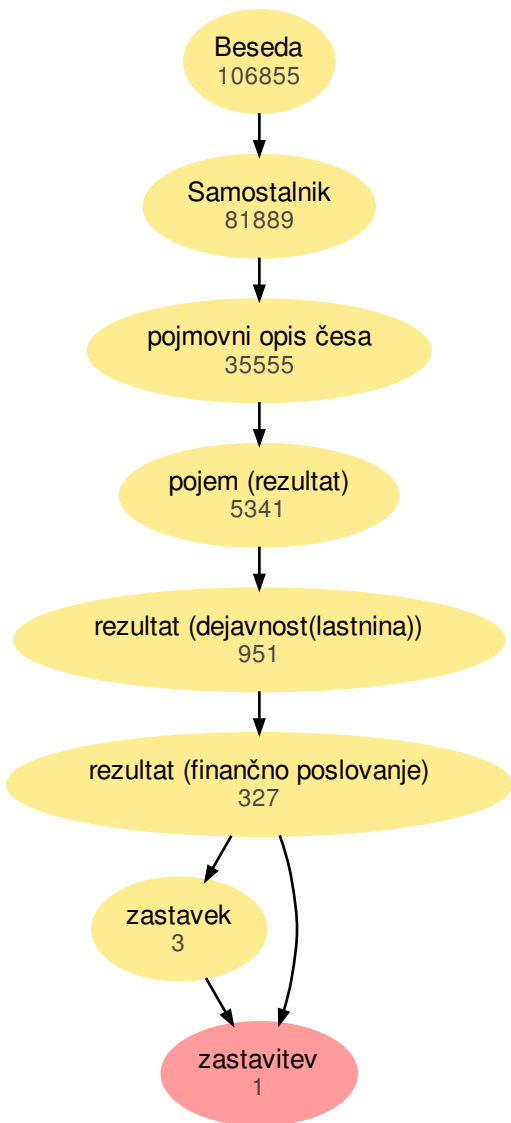 Beseda
106855
Samostalnik
81889
pojmovni opis česa
35555
pojem (rezultat)
5341
rezultat (dejavnost(lastnina))
951
rezultat (finančno poslovanje)
327
zastavek
3
zastavitev
1